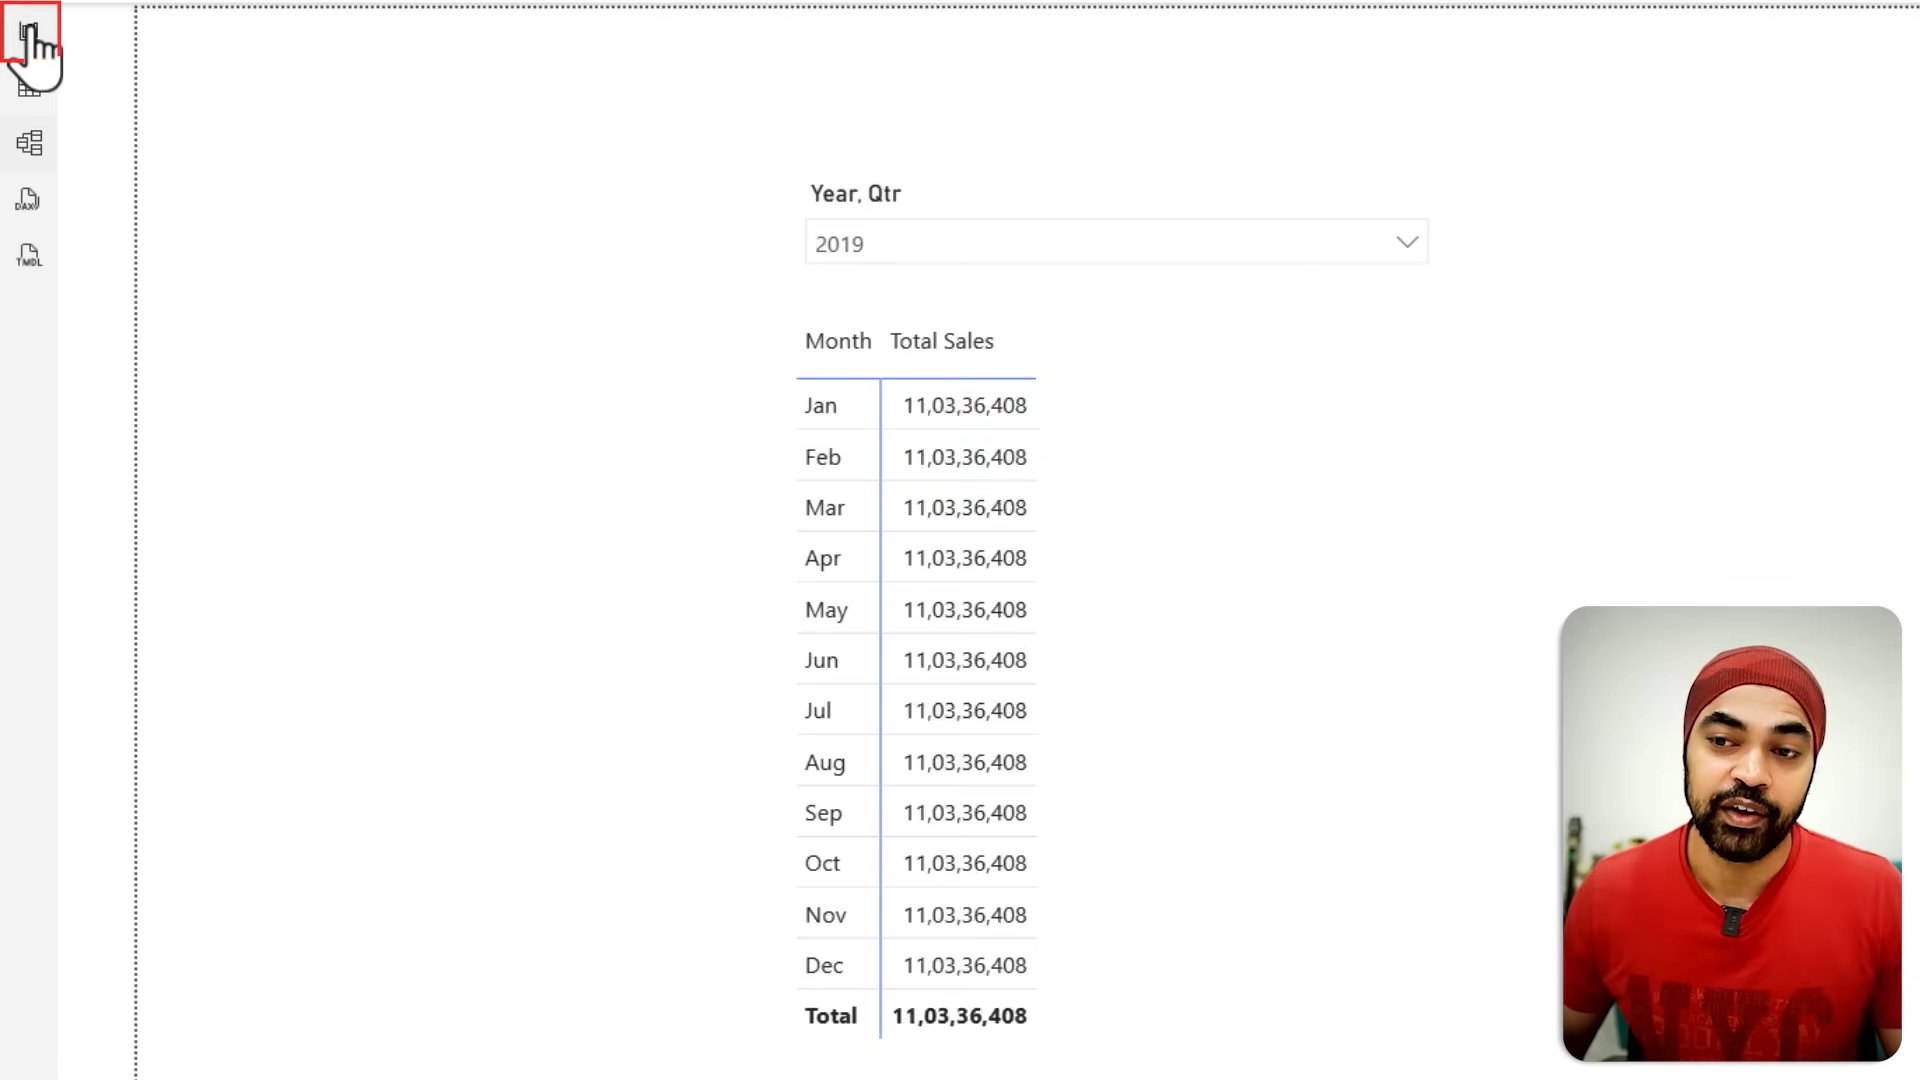 DAX
TMDL
Year, Qtr
2019
Month Total Sales
Jan 11,03,36,408
Feb 11,03,36,408
Mar 11,03,36,408
Apr 11,03,36,408
May 11,03,36,408
Jun 11,03,36,408
Jul 11,03,36,408
Aug 11,03,36,408
Sep 11,03,36,408
Oct 11,03,36,408
Nov 11,03,36,408
Dec 11,03,36,408
Total 11,03,36,408
NYC